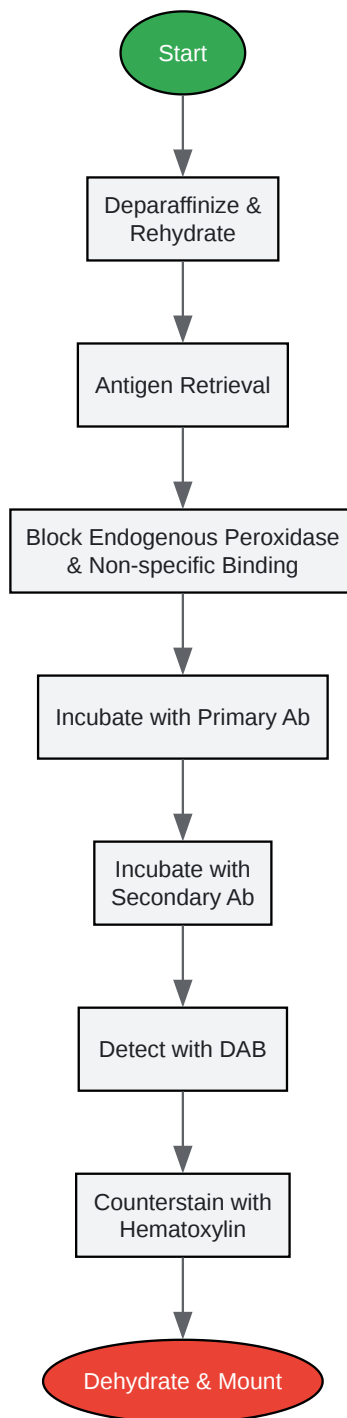 Start
Deparaffinize &
Rehydrate
Antigen Retrieval
Block Endogenous Peroxidase
& Non-specific Binding
Incubate with Primary Ab
Incubate with
Secondary Ab
Detect with DAB
Counterstain with
Hematoxylin
Dehydrate & Mount